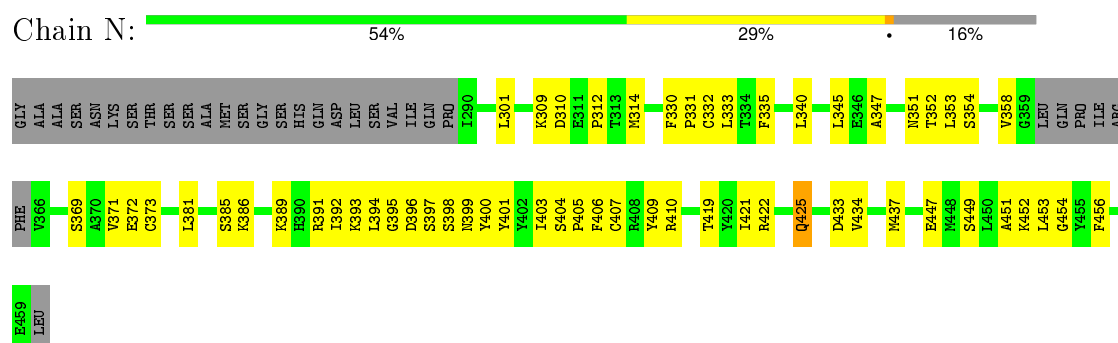 Chain N:
54% 29% • 16%
GLY ALA ALA SER ASN LYS SER THR SER SER ALA MET SER GLY SER HIS GLN ASP LEU SER VAL ILE GLN PRO I290 L301 K309 D310 E311 P312 T313 M314 F330 P331 C332 L333 T334 F335 L340 L345 E346 A347 N351 T352 L353 S354 V358 G359 LEU GLN PRO ILE ARG
PHE V366 S369 A370 V371 E372 C373 L381 S385 K386 K389 H390 R391 I392 K393 L394 G395 D396 S397 S398 N399 Y400 Y401 Y402 I403 S404 P405 F406 C407 R408 Y409 R410 T419 Y420 I421 R422 Q425 D433 V434 M437 E447 M448 S449 L450 A451 K452 L453 G454 Y455 F456
E459 LEU